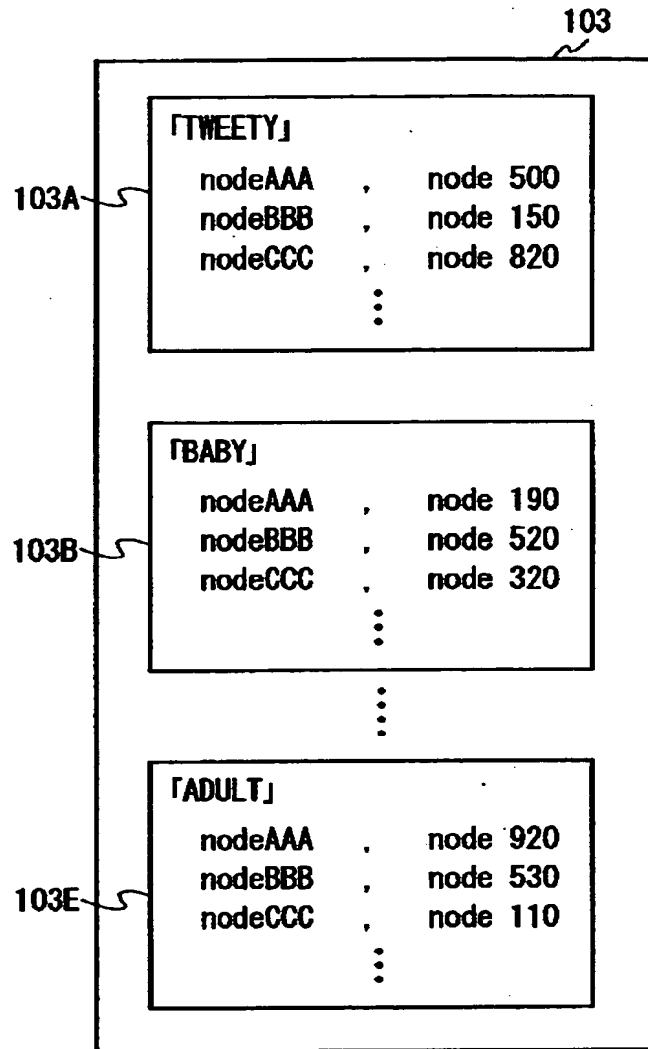 103
「TWEETY」
nodeAAA , node 500
103A
nodeBBB , node 150
nodeCCC , node 820
「BABY」
nodeAAA , node 190
103B
nodeBBB , node 520
nodeCCC , node 320
「ADULT」
nodeAAA , node 920
103E
nodeBBB , node 530
nodeCCC , node 110